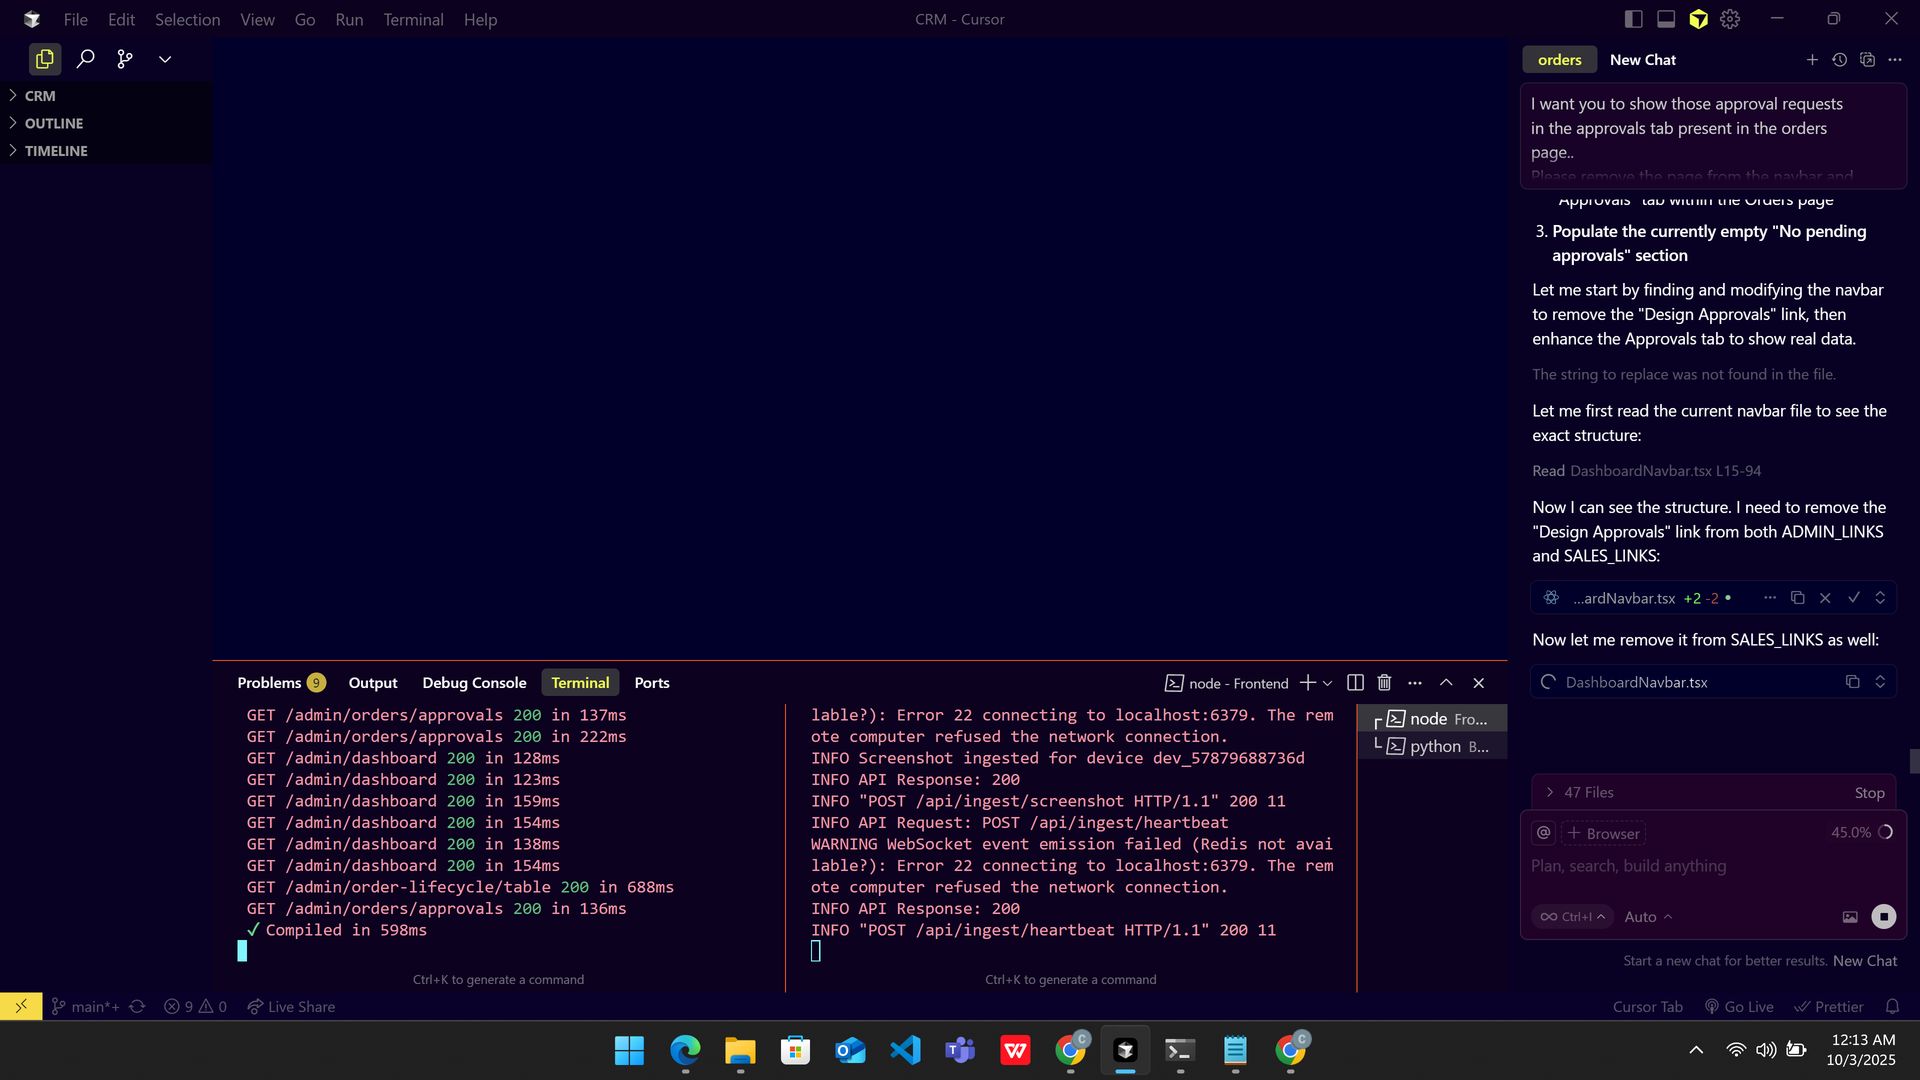 File Edit Selection View Go Run Terminal Help
CRM - Cursor
CRM
OUTLINE
TIMELINE
orders New Chat
I want you to show those approval requests
in the approvals tab present in the orders
page..
Please remove the page from the navbar and
Approvals" tab within the Orders page
3. Populate the currently empty "No pending
approvals" section
Let me start by finding and modifying the navbar
to remove the "Design Approvals" link, then
enhance the Approvals tab to show real data.
The string to replace was not found in the file.
Let me first read the current navbar file to see the
exact structure:
Read DashboardNavbar.tsx L15-94
Now I can see the structure. I need to remove the
"Design Approvals" link from both ADMIN_LINKS
and SALES_LINKS:
...ardNavbar.tsx +2 -2
Now let me remove it from SALES_LINKS as well:
DashboardNavbar.tsx
47 Files Stop
@ + Browser 45.0%
Plan, search, build anything
Ctrl+I Auto
Start a new chat for better results. New Chat
Problems 9 Output Debug Console Terminal Ports
node - Frontend
GET /admin/orders/approvals 200 in 137ms
GET /admin/orders/approvals 200 in 222ms
GET /admin/dashboard 200 in 128ms
GET /admin/dashboard 200 in 123ms
GET /admin/dashboard 200 in 159ms
GET /admin/dashboard 200 in 154ms
GET /admin/dashboard 200 in 138ms
GET /admin/dashboard 200 in 154ms
GET /admin/order-lifecycle/table 200 in 688ms
GET /admin/orders/approvals 200 in 136ms
✓ Compiled in 598ms
Ctrl+K to generate a command
lable?): Error 22 connecting to localhost:6379. The rem
ote computer refused the network connection.
INFO Screenshot ingested for device dev_57879688736d
INFO API Response: 200
INFO "POST /api/ingest/screenshot HTTP/1.1" 200 11
INFO API Request: POST /api/ingest/heartbeat
WARNING WebSocket event emission failed (Redis not avai
lable?): Error 22 connecting to localhost:6379. The rem
ote computer refused the network connection.
INFO API Response: 200
INFO "POST /api/ingest/heartbeat HTTP/1.1" 200 11
Ctrl+K to generate a command
node Fro...
python B...
main*+ 9 0 Live Share
Cursor Tab Go Live Prettier
12:13 AM
10/3/2025